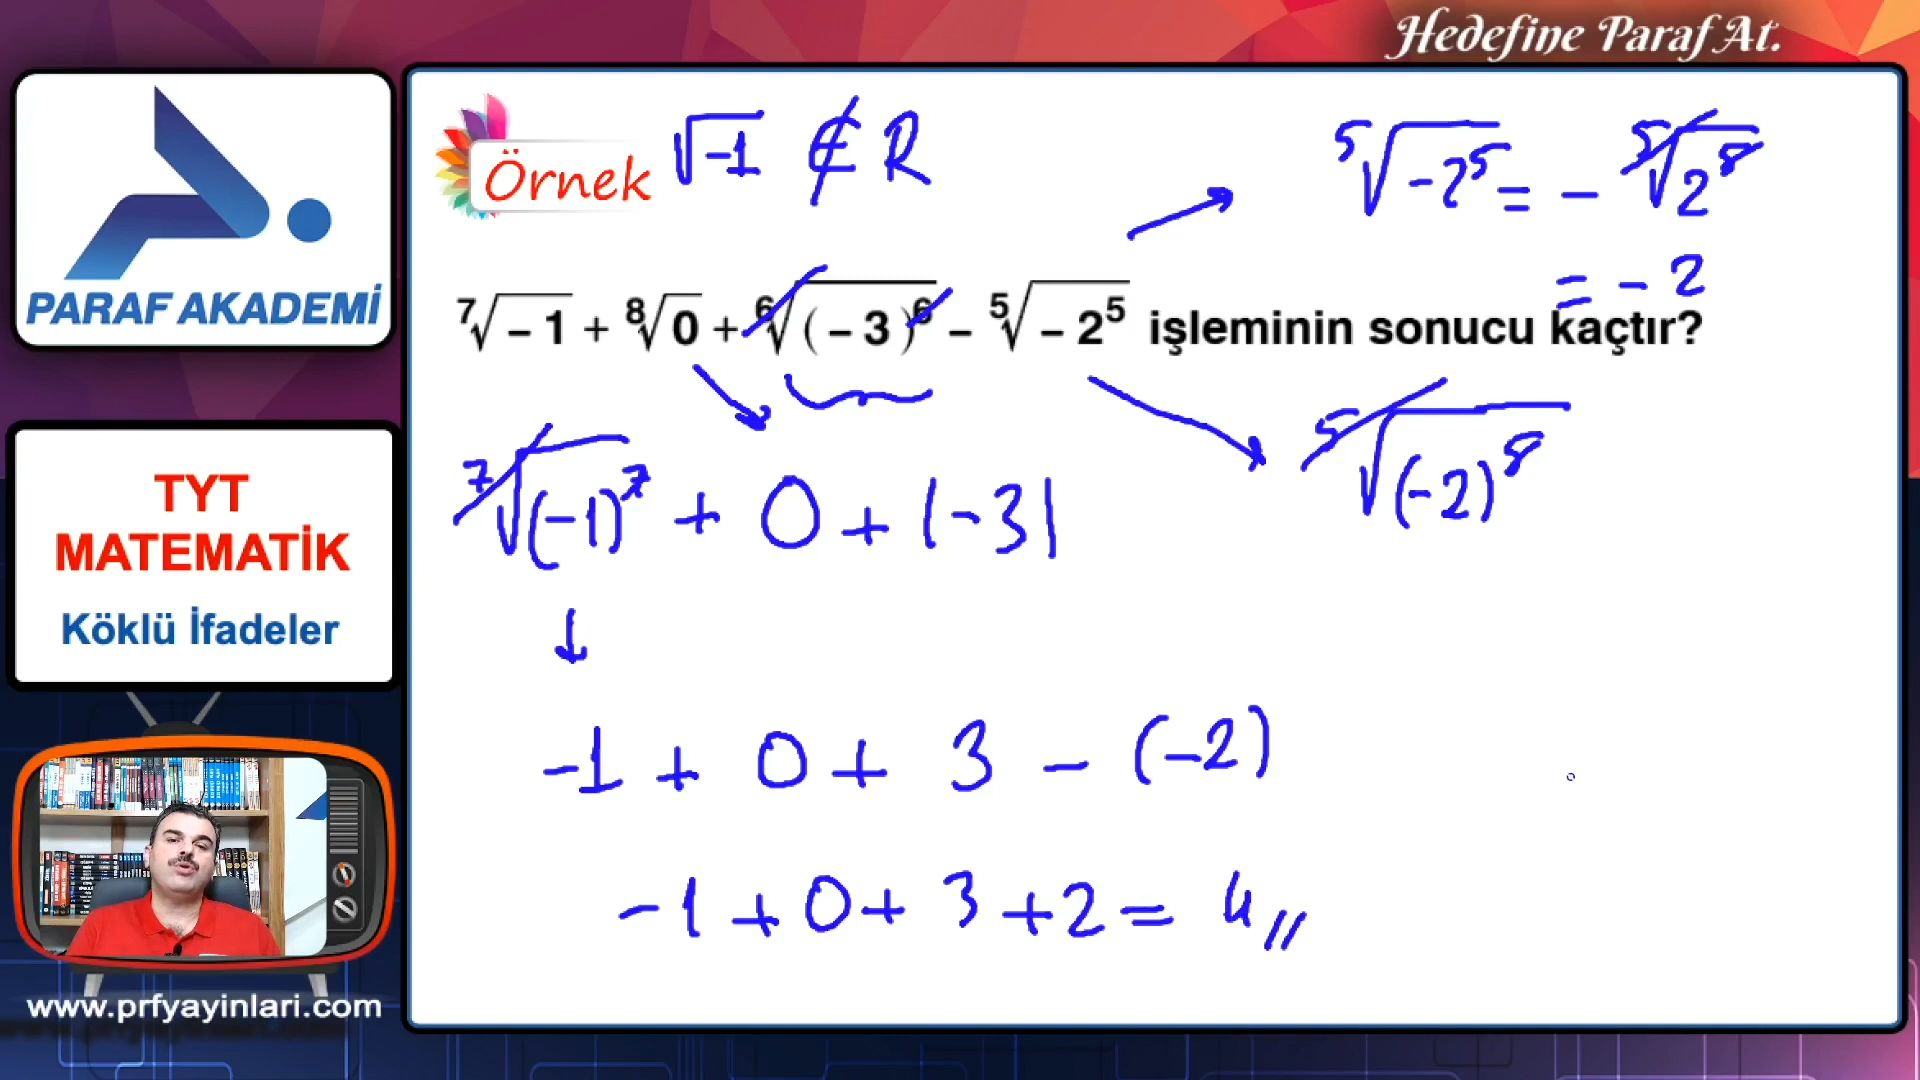 Hedefine Paraf At.
PARAF AKADEMİ
TYT
MATEMATİK
Köklü İfadeler
www.prfyayinlari.com
Örnek √-1 ∉ R
⁵√-2⁵ = - ⁵√2⁵
= -2
⁷√-1 + ⁸√0 + ⁶√(-3)⁶ - ⁵√-2⁵ işleminin sonucu kaçtır?
⁷√(-1)⁷ + 0 + |-3|
⁵√(-2)⁵
-1 + 0 + 3 - (-2)
-1 + 0 + 3 + 2 = 4//